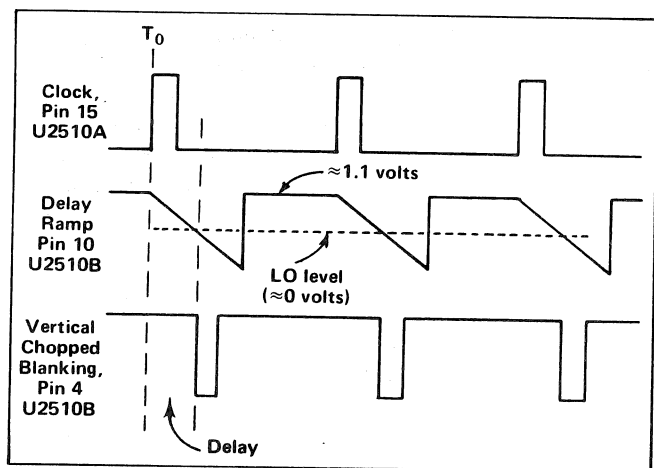 T0
Clock,
Pin 15
U2510A
≈1.1 volts
Delay
Ramp
Pin 10
U2510B
LO level
(≈0 volts)
Vertical
Chopped
Blanking,
Pin 4
U2510B
Delay